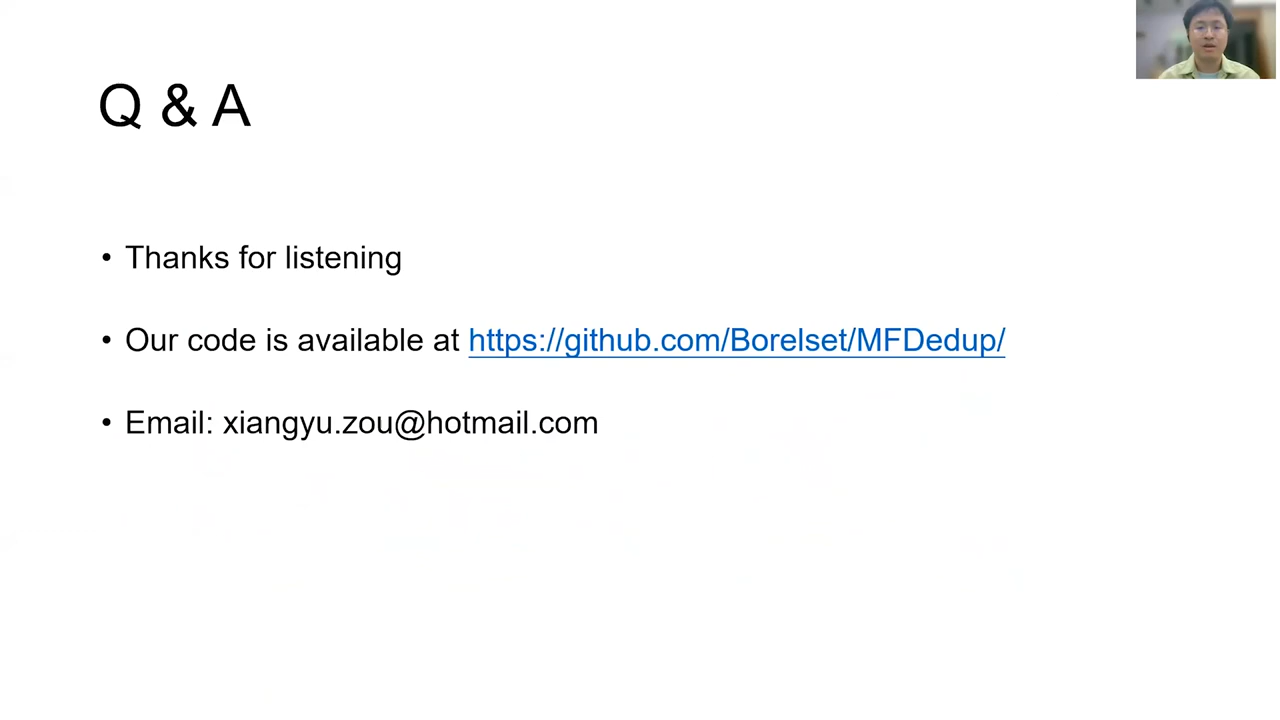 Q & A
• Thanks for listening
• Our code is available at https://github.com/Borelset/MFDedup/
• Email: xiangyu.zou@hotmail.com